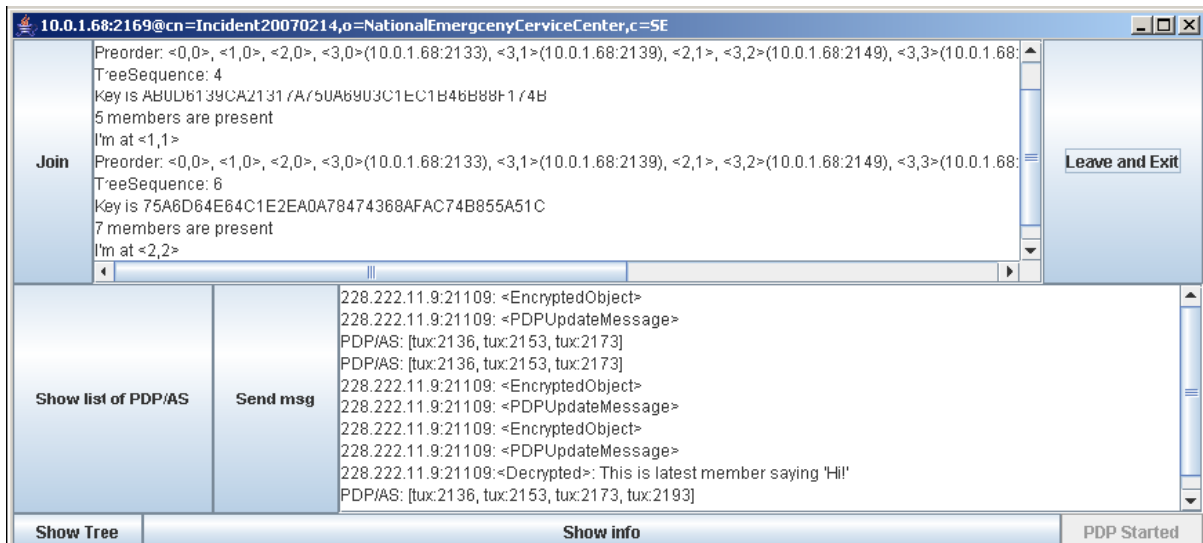 10.0.1.68:2169@cn=Incident20070214,o=NationalEmergcenyCerviceCenter,c=SE
Join
Preorder: <0,0>, <1,0>, <2,0>, <3,0>(10.0.1.68:2133), <3,1>(10.0.1.68:2139), <2,1>, <3,2>(10.0.1.68:2149), <3,3>(10.0.1.68:
TreeSequence: 4
Key is AB0D6139CA21317A750A6903C1EC1B46B88F174B
5 members are present
I'm at <1,1>
Preorder: <0,0>, <1,0>, <2,0>, <3,0>(10.0.1.68:2133), <3,1>(10.0.1.68:2139), <2,1>, <3,2>(10.0.1.68:2149), <3,3>(10.0.1.68:
TreeSequence: 6
Key is 75A6D64E64C1E2EA0A78474368AFAC74B855A51C
7 members are present
I'm at <2,2>
Leave and Exit
Show list of PDP/AS
Send msg
228.222.11.9:21109: <EncryptedObject>
228.222.11.9:21109: <PDPUpdateMessage>
PDP/AS: [tux:2136, tux:2153, tux:2173]
PDP/AS: [tux:2136, tux:2153, tux:2173]
228.222.11.9:21109: <EncryptedObject>
228.222.11.9:21109: <PDPUpdateMessage>
228.222.11.9:21109: <EncryptedObject>
228.222.11.9:21109: <PDPUpdateMessage>
228.222.11.9:21109:<Decrypted>: This is latest member saying 'Hi!'
PDP/AS: [tux:2136, tux:2153, tux:2173, tux:2193]
Show Tree
Show info
PDP Started